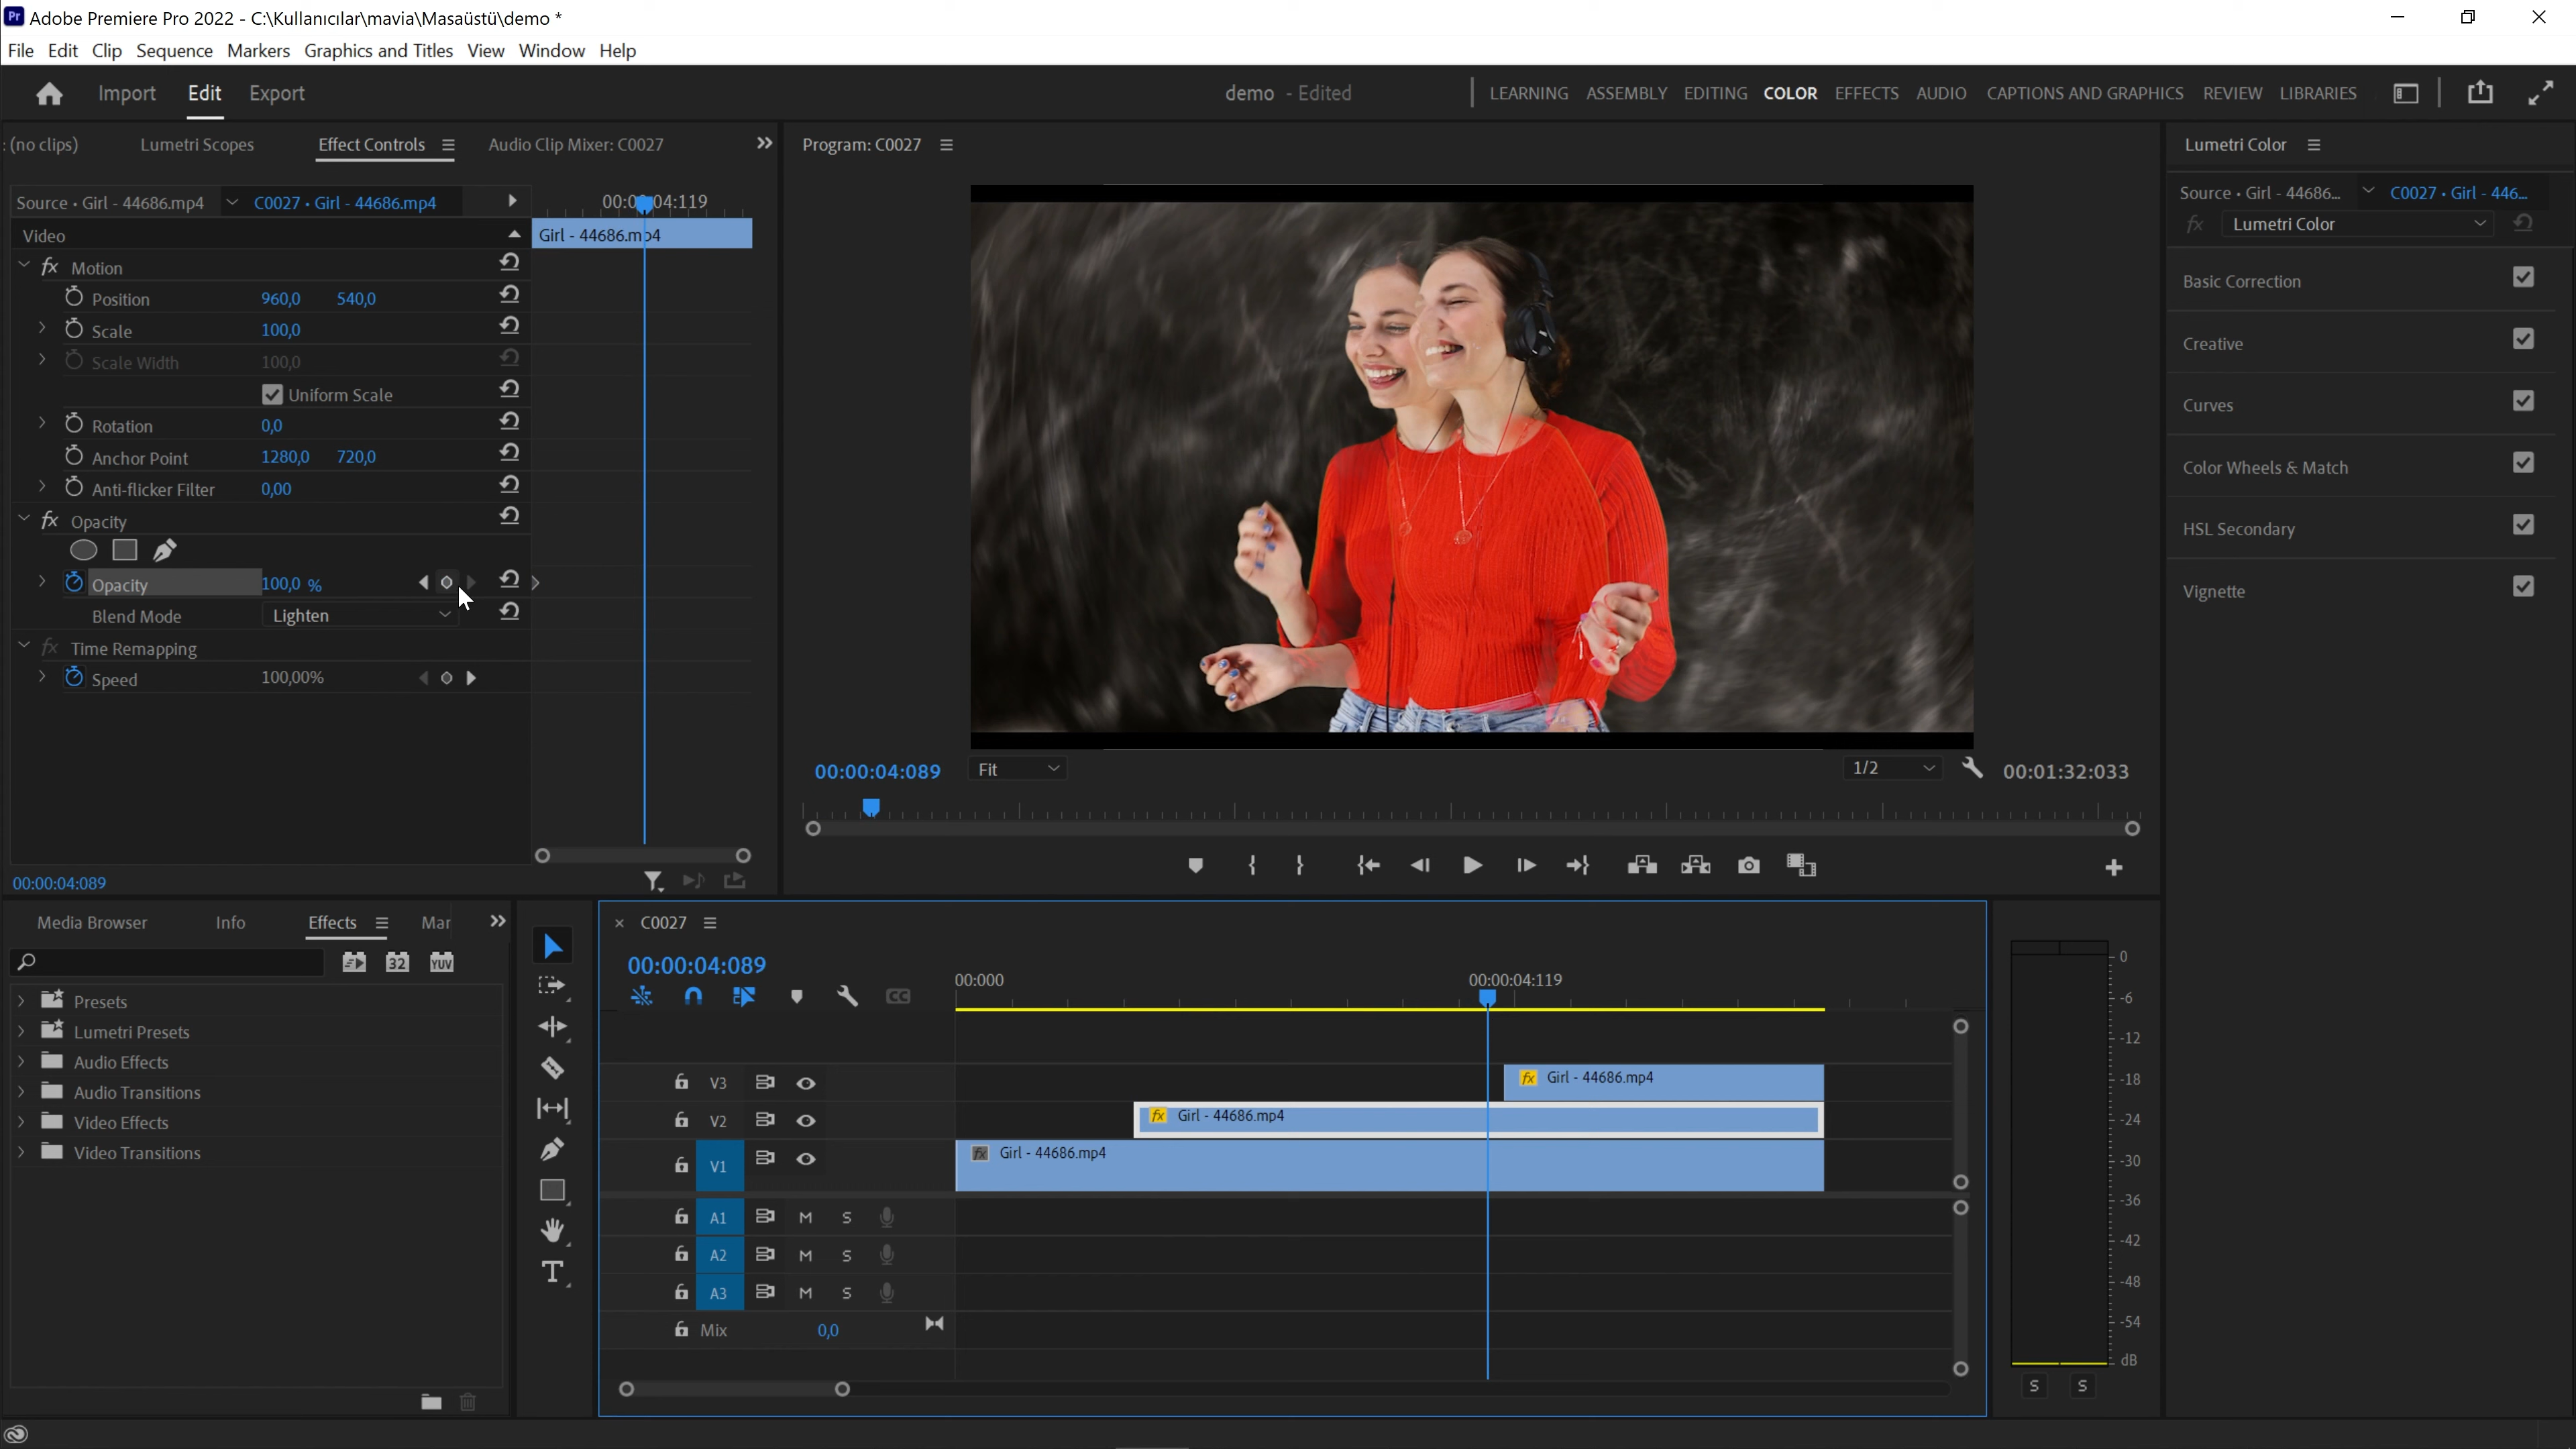 Pr Adobe Premiere Pro 2022 - C:\Kullanıcılar\mavia\Masaüstü\demo *
File Edit Clip Sequence Markers Graphics and Titles View Window Help
Import Edit Export
demo - Edited
LEARNING ASSEMBLY EDITING COLOR EFFECTS AUDIO CAPTIONS AND GRAPHICS REVIEW LIBRARIES
: (no clips) Lumetri Scopes Effect Controls Audio Clip Mixer: C0027
Source • Girl - 44686.mp4 C0027 • Girl - 44686.mp4
04:119
Video
Girl - 44686.mp4
fx Motion
Position 960,0 540,0
Scale 100,0
Scale Width 100,0
Uniform Scale
Rotation 0,0
Anchor Point 1280,0 720,0
Anti-flicker Filter 0,00
fx Opacity
Opacity 100,0 %
Blend Mode Lighten
fx Time Remapping
Speed 100,00%
00:00:04:089
Program: C0027
00:00:04:089 Fit 1/2 00:01:32:033
Lumetri Color
Source • Girl - 44686... C0027 • Girl - 446...
fx Lumetri Color
Basic Correction
Creative
Curves
Color Wheels & Match
HSL Secondary
Vignette
Media Browser Info Effects Mar
32 YUV
Presets
Lumetri Presets
Audio Effects
Audio Transitions
Video Effects
Video Transitions
T
× C0027
00:00:04:089
00:000 00:00:04:119
CC
V3 fx Girl - 44686.mp4
V2 fx Girl - 44686.mp4
V1 fx Girl - 44686.mp4
A1 M S
A2 M S
A3 M S
Mix 0,0
0
-6
-12
-18
-24
-30
-36
-42
-48
-54
dB
S S